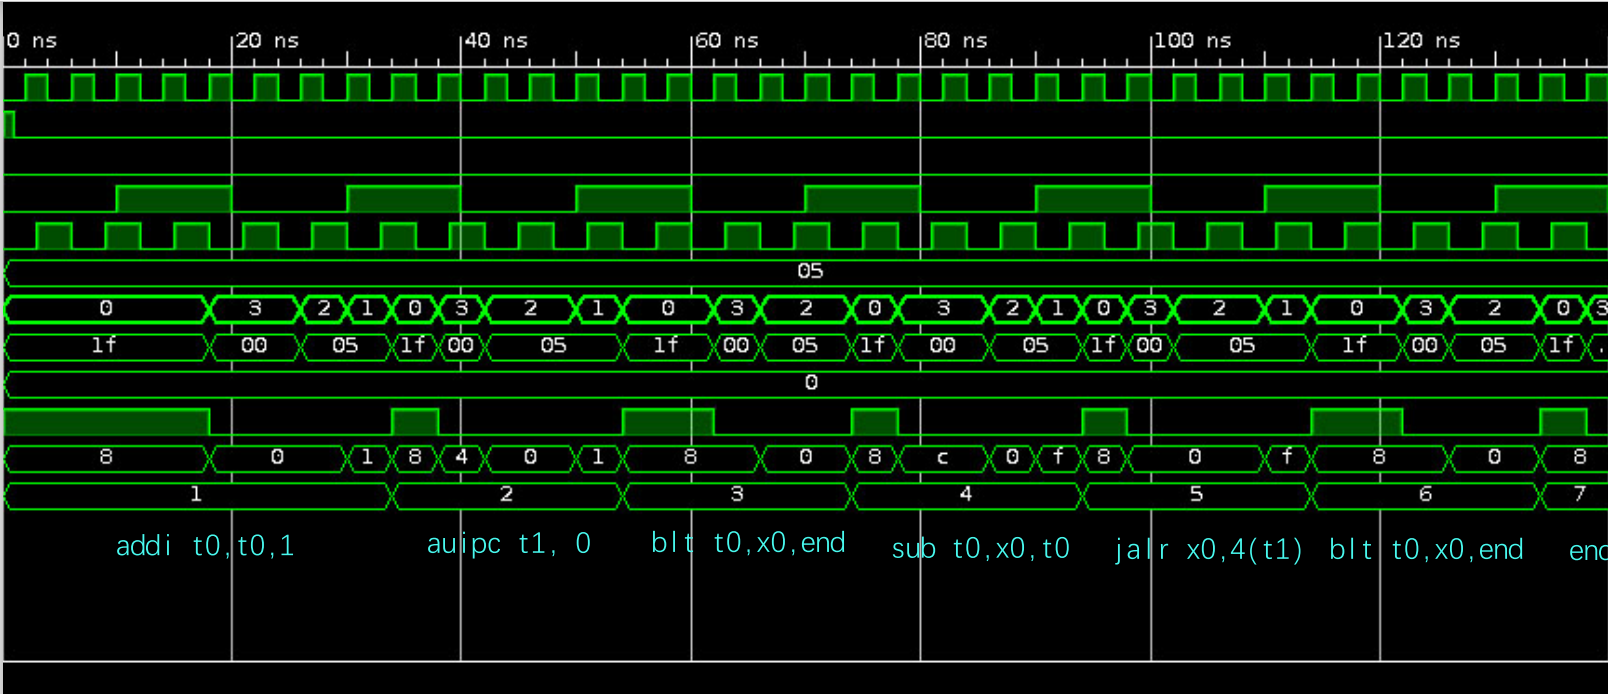 0 ns 20 ns 40 ns 60 ns 80 ns 100 ns 120 ns
05
0 3 2 1 0 3 2 1 0 3 2 0 3 2 1 0 3 2 1 0 3 2 0 3
1f 00 05 1f 00 05 1f 00 05 1f 00 05 1f 00 05 1f 00 05 1f .
0
8 0 1 8 4 0 1 8 0 8 c 0 f 8 0 f 8 0 8
1 2 3 4 5 6 7
addi t0,t0,1 auipc t1, 0 blt t0,x0,end sub t0,x0,t0 jalr x0,4(t1) blt t0,x0,end